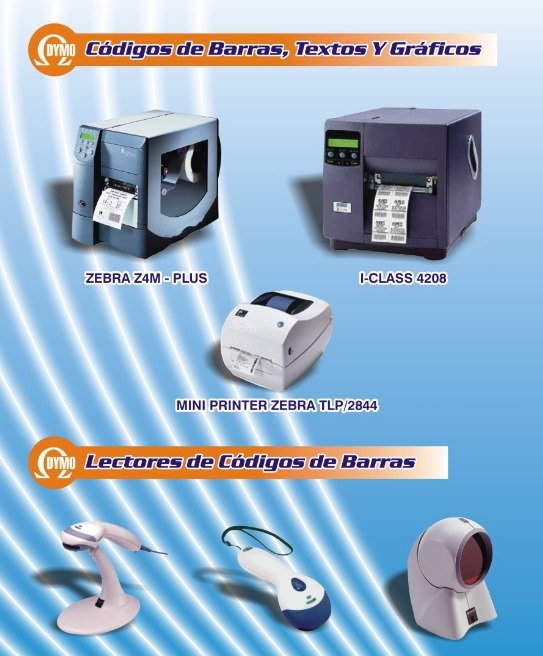 DYMO Códigos de Barras, Textos Y Gráficos
ZEBRA Z4M - PLUS
I-CLASS 4208
MINI PRINTER ZEBRA TLP/2844
DYMO Lectores de Códigos de Barras